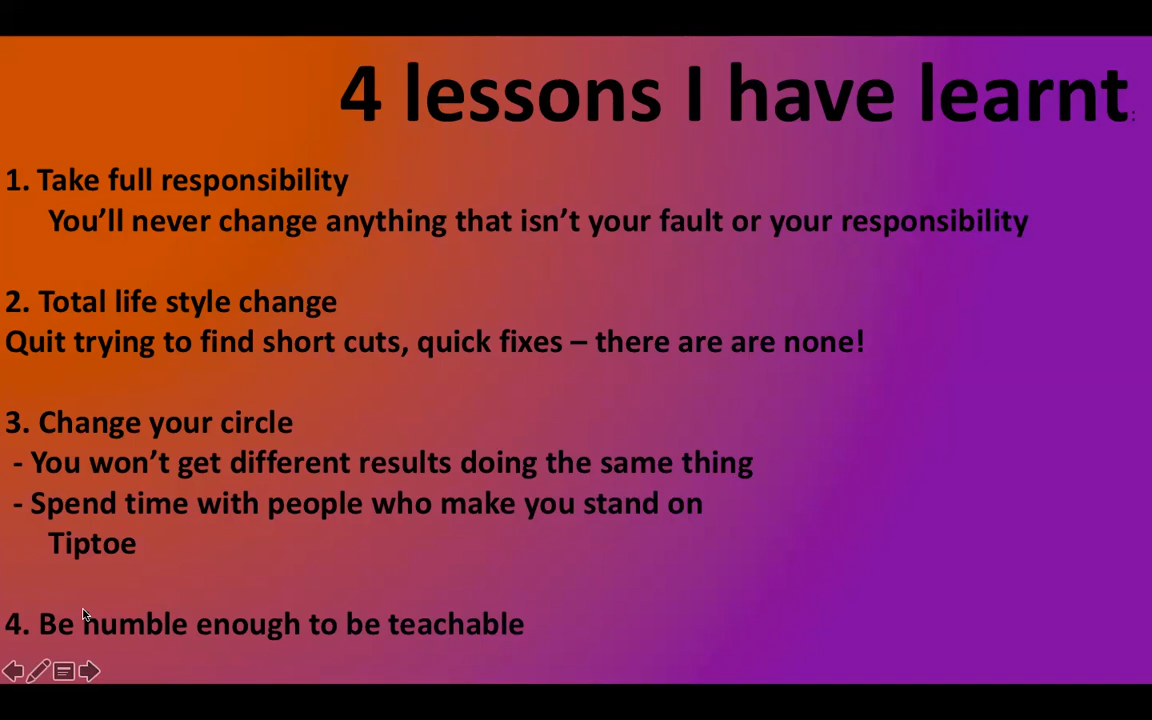 4 lessons I have learnt:
1. Take full responsibility
You’ll never change anything that isn’t your fault or your responsibility
2. Total life style change
Quit trying to find short cuts, quick fixes – there are are none!
3. Change your circle
- You won’t get different results doing the same thing
- Spend time with people who make you stand on
Tiptoe
4. Be humble enough to be teachable